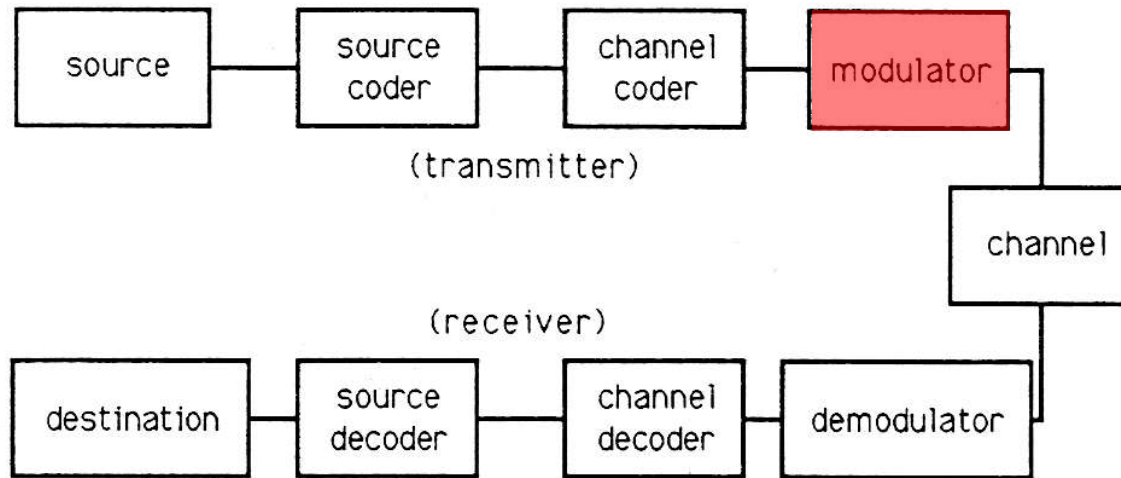 source
source
coder
channel
coder
modulator
(transmitter)
channel
(receiver)
destination
source
decoder
channel
decoder
demodulator